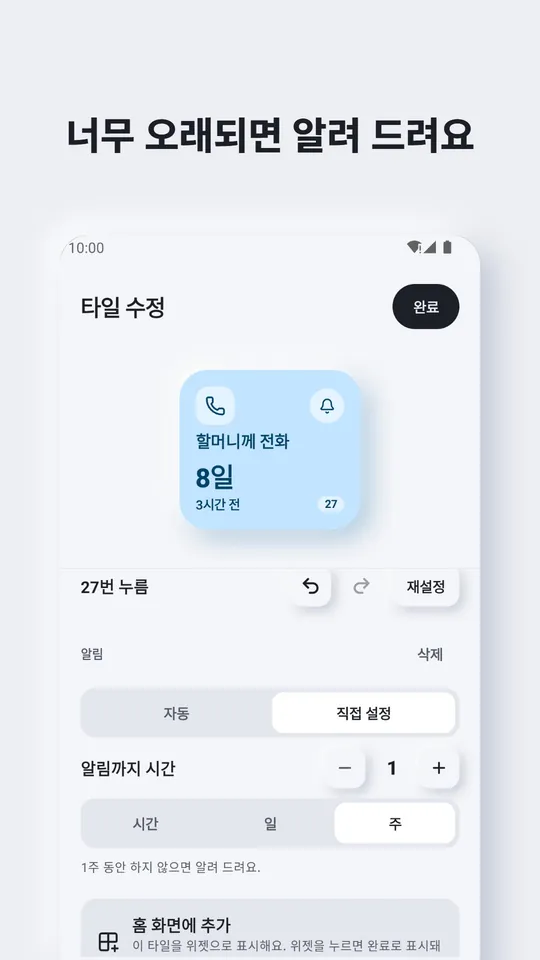 너무 오래되면 알려 드려요
10:00
타일 수정
완료
할머니께 전화
8일
3시간 전
27
27번 누름
재설정
알림
삭제
자동
직접 설정
알림까지 시간
1
시간
일
주
1주 동안 하지 않으면 알려 드려요.
홈 화면에 추가
이 타일을 위젯으로 표시해요. 위젯을 누르면 완료로 표시돼